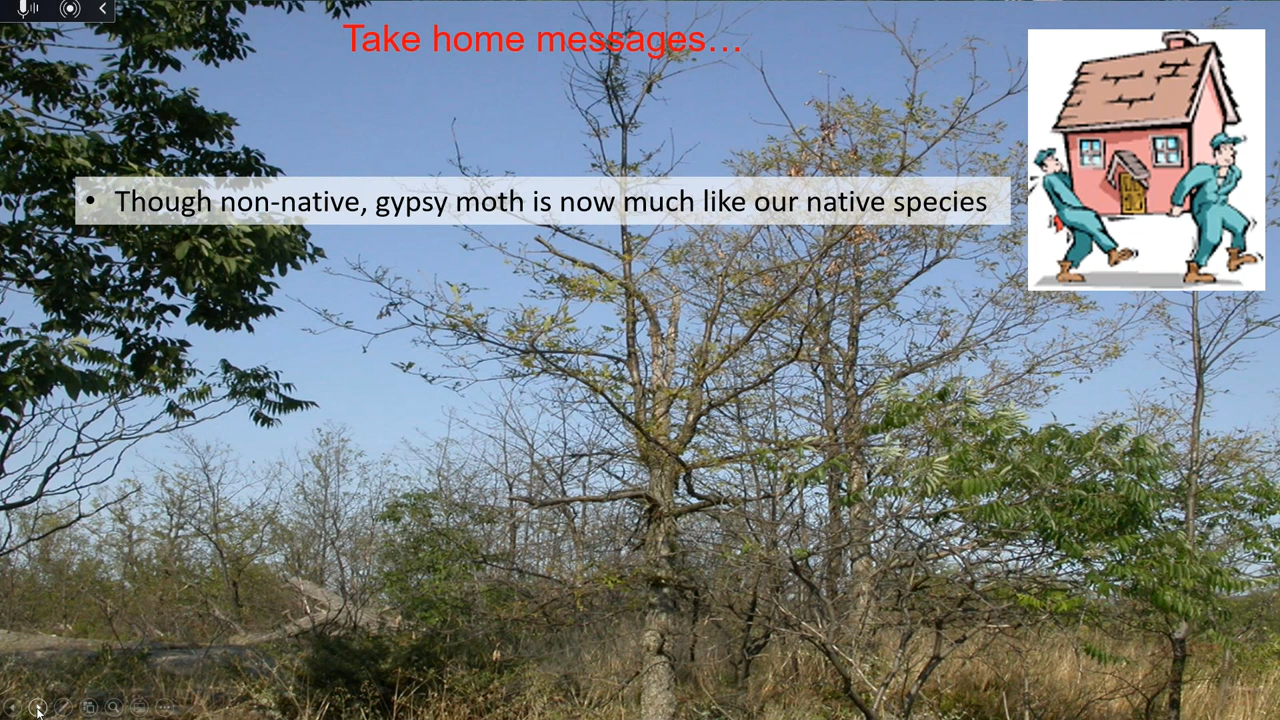 Take home messages…
• Though non-native, gypsy moth is now much like our native species